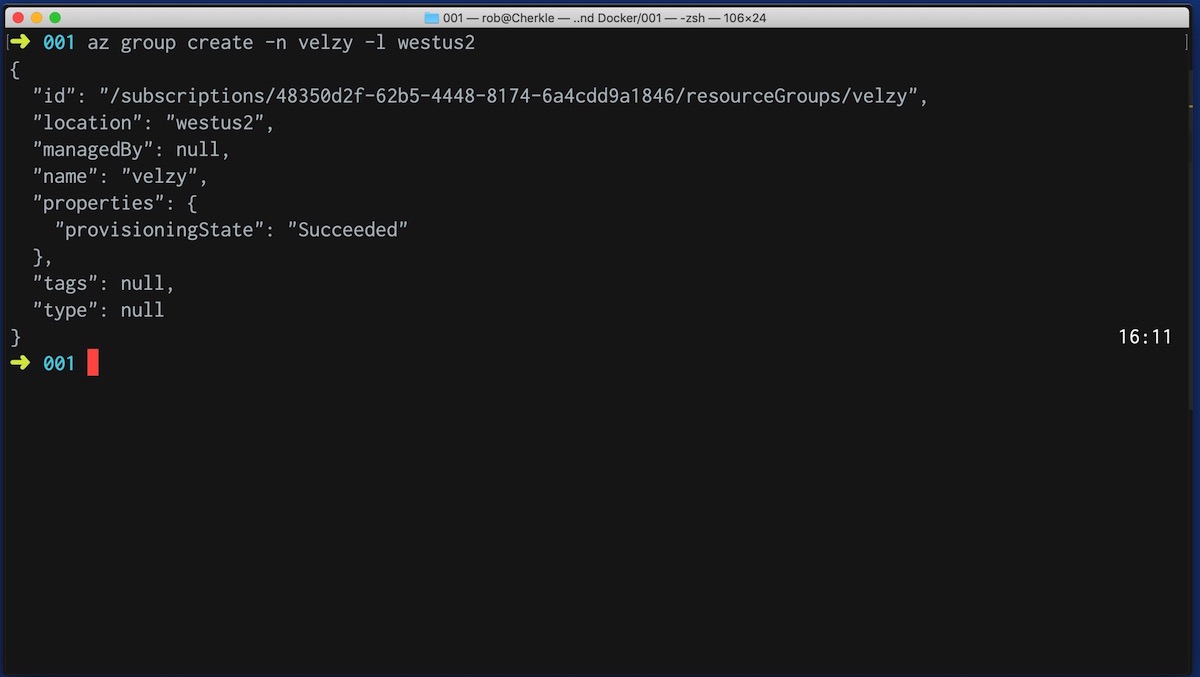 001 — rob@Cherkle — ..nd Docker/001 — -zsh — 106×24
➜ 001 az group create -n velzy -l westus2
{
  "id": "/subscriptions/48350d2f-62b5-4448-8174-6a4cdd9a1846/resourceGroups/velzy",
  "location": "westus2",
  "managedBy": null,
  "name": "velzy",
  "properties": {
    "provisioningState": "Succeeded"
  },
  "tags": null,
  "type": null
}
16:11
➜ 001